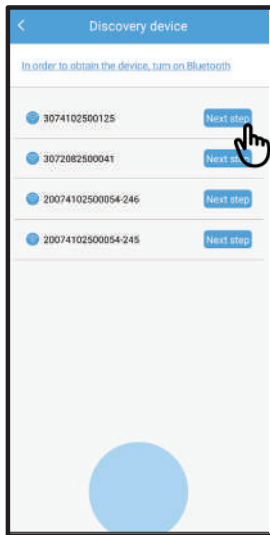 Discovery device
In order to obtain the device, turn on Bluetooth
3074102500125 Next step
3072082500041 Next step
20074102500054-246 Next step
20074102500054-245 Next step